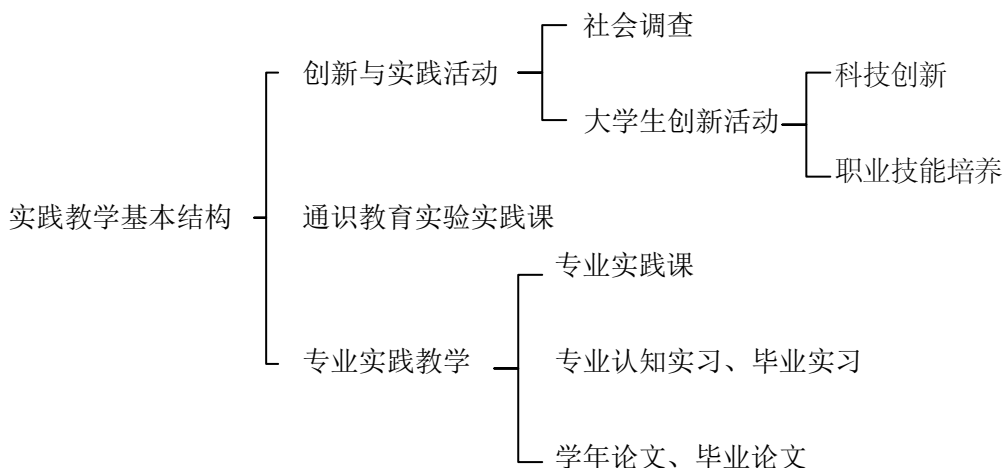 社会调查
创新与实践活动
科技创新
大学生创新活动
职业技能培养
实践教学基本结构
通识教育实验实践课
专业实践课
专业实践教学
专业认知实习、毕业实习
学年论文、毕业论文